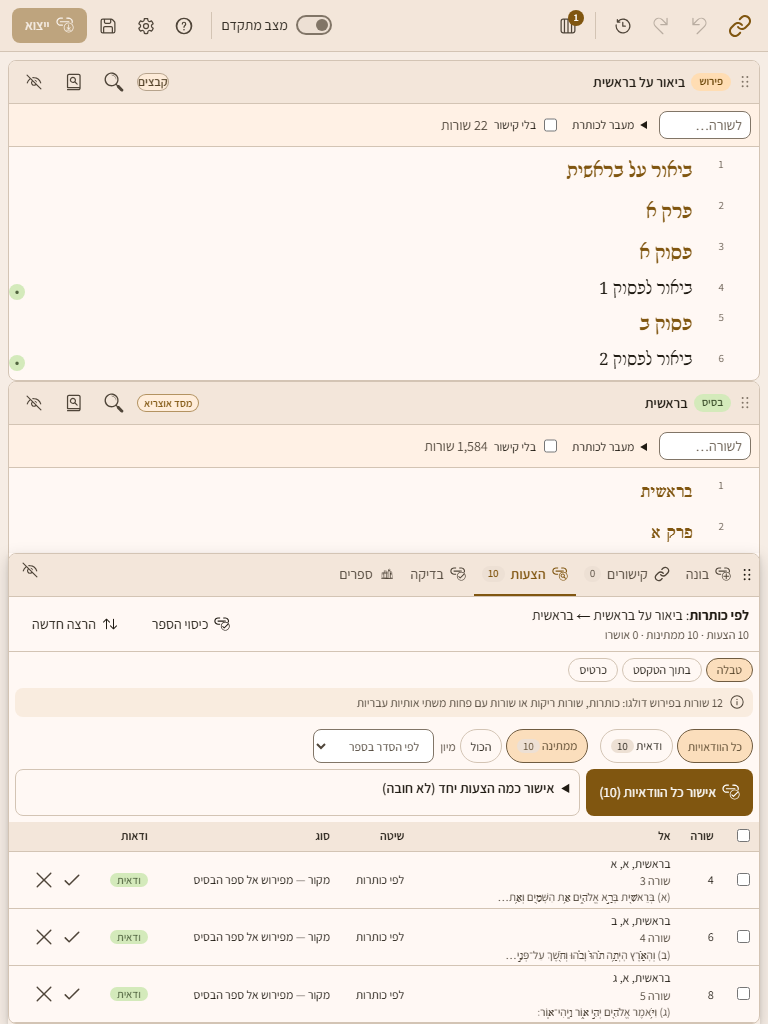 1
מצב מתקדם
ייצוא
פירוש ביאור על בראשית
קבצים
לשורה...
מעבר לכותרת
בלי קישור
22 שורות
1 ביאור על בראשית
2 פרק א
3 פסוק א
4 ביאור לפסוק 1
5 פסוק ב
6 ביאור לפסוק 2
בסיס בראשית
מסד אוצריא
לשורה...
מעבר לכותרת
בלי קישור
1,584 שורות
1 בראשית
2 פרק א
בונה
קישורים 0
הצעות 10
בדיקה
ספרים
לפי כותרות: ביאור על בראשית ← בראשית
10 הצעות · 10 ממתינות · 0 אושרו
כיסוי הספר
הרצה חדשה
טבלה
בתוך הטקסט
כרטיס
12 שורות בפירוש דולגו: כותרות, שורות ריקות או שורות עם פחות משתי אותיות עבריות
כל הוודאויות
ודאית 10
ממתינה 10
הכול
מיון
לפי הסדר בספר
אישור כל הוודאיות (10)
אישור כמה הצעות יחד (לא חובה)
שורה אל שיטה סוג ודאות
בראשית, א, א
4 שורה 3 לפי כותרות מקור — מפירוש אל ספר הבסיס ודאית
(א) בְּרֵאשִׁ֖ית בָּרָ֣א אֱלֹהִ֑ים אֵ֥ת הַשָּׁמַ֖יִם וְאֵ֥ת...
בראשית, א, ב
6 שורה 4 לפי כותרות מקור — מפירוש אל ספר הבסיס ודאית
(ב) וְהָאָ֗רֶץ הָיְתָ֥ה תֹ֙הוּ֙ וָבֹ֔הוּ וְחֹ֖שֶׁךְ עַל־פְּנֵ֣י...
בראשית, א, ג
8 שורה 5 לפי כותרות מקור — מפירוש אל ספר הבסיס ודאית
(ג) וַיֹּ֥אמֶר אֱלֹהִ֖ים יְהִ֣י א֑וֹר וַֽיְהִי־אֽוֹר׃